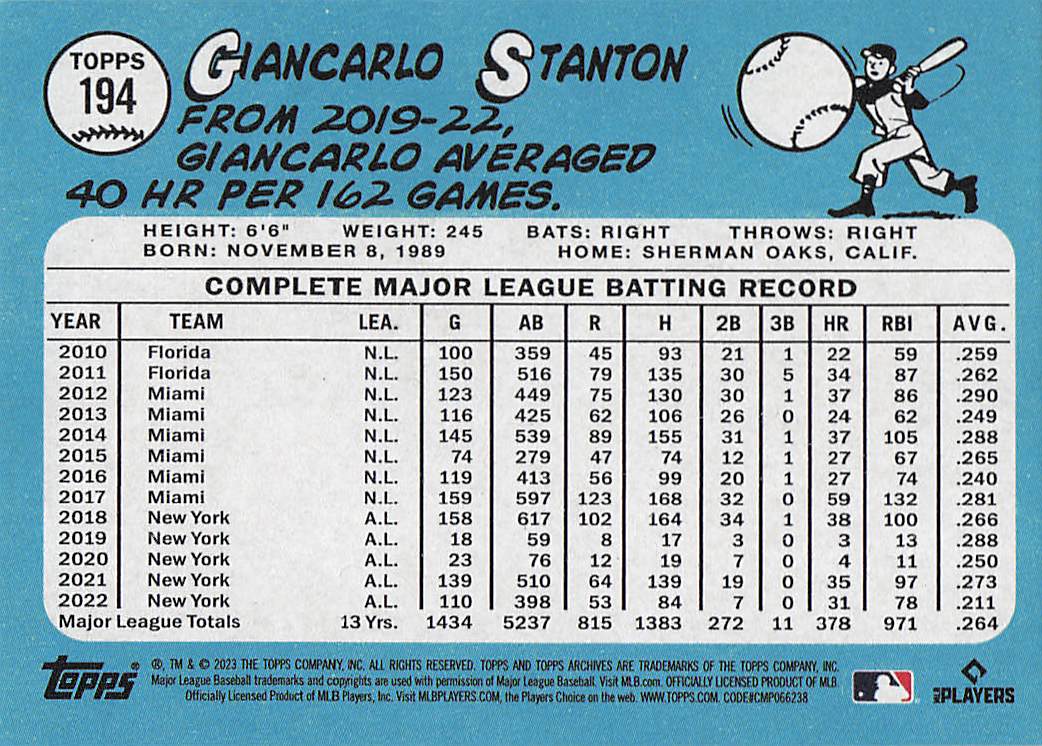 TOPPS
194
GIANCARLO STANTON
FROM 2019-22,
GIANCARLO AVERAGED
40 HR PER 162 GAMES.
HEIGHT: 6'6" WEIGHT: 245 BATS: RIGHT THROWS: RIGHT
BORN: NOVEMBER 8, 1989 HOME: SHERMAN OAKS, CALIF.
COMPLETE MAJOR LEAGUE BATTING RECORD
YEAR TEAM LEA. G AB R H 2B 3B HR RBI AVG.
2010 Florida N.L. 100 359 45 93 21 1 22 59 .259
2011 Florida N.L. 150 516 79 135 30 5 34 87 .262
2012 Miami N.L. 123 449 75 130 30 1 37 86 .290
2013 Miami N.L. 116 425 62 106 26 0 24 62 .249
2014 Miami N.L. 145 539 89 155 31 1 37 105 .288
2015 Miami N.L. 74 279 47 74 12 1 27 67 .265
2016 Miami N.L. 119 413 56 99 20 1 27 74 .240
2017 Miami N.L. 159 597 123 168 32 0 59 132 .281
2018 New York A.L. 158 617 102 164 34 1 38 100 .266
2019 New York A.L. 18 59 8 17 3 0 3 13 .288
2020 New York A.L. 23 76 12 19 7 0 4 11 .250
2021 New York A.L. 139 510 64 139 19 0 35 97 .273
2022 New York A.L. 110 398 53 84 7 0 31 78 .211
Major League Totals 13 Yrs. 1434 5237 815 1383 272 11 378 971 .264
topps®
®, TM & © 2023 THE TOPPS COMPANY, INC. ALL RIGHTS RESERVED. TOPPS AND TOPPS ARCHIVES ARE TRADEMARKS OF THE TOPPS COMPANY, INC.
Major League Baseball trademarks and copyrights are used with permission of Major League Baseball. Visit MLB.com. OFFICIALLY LICENSED PRODUCT OF MLB
Officially Licensed Product of MLB Players, Inc. Visit MLBPLAYERS.COM, the Players Choice on the web. WWW.TOPPS.COM. CODE#CMP066238
MLB PLAYERS